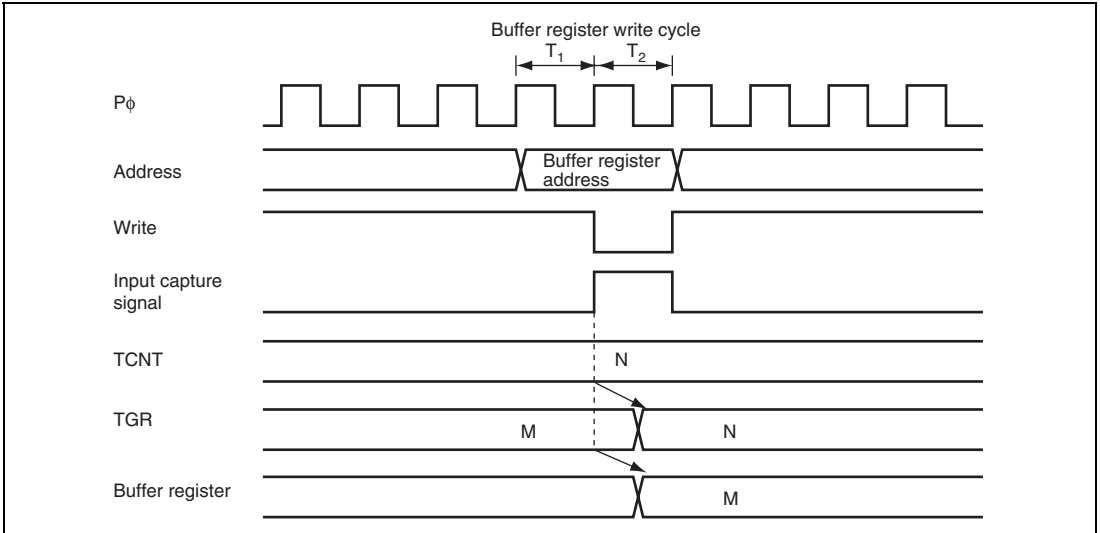 Buffer register write cycle
T1 T2
Pφ
Buffer register
address
Address
Write
Input capture
signal
TCNT
N
TGR
M N
Buffer register
M